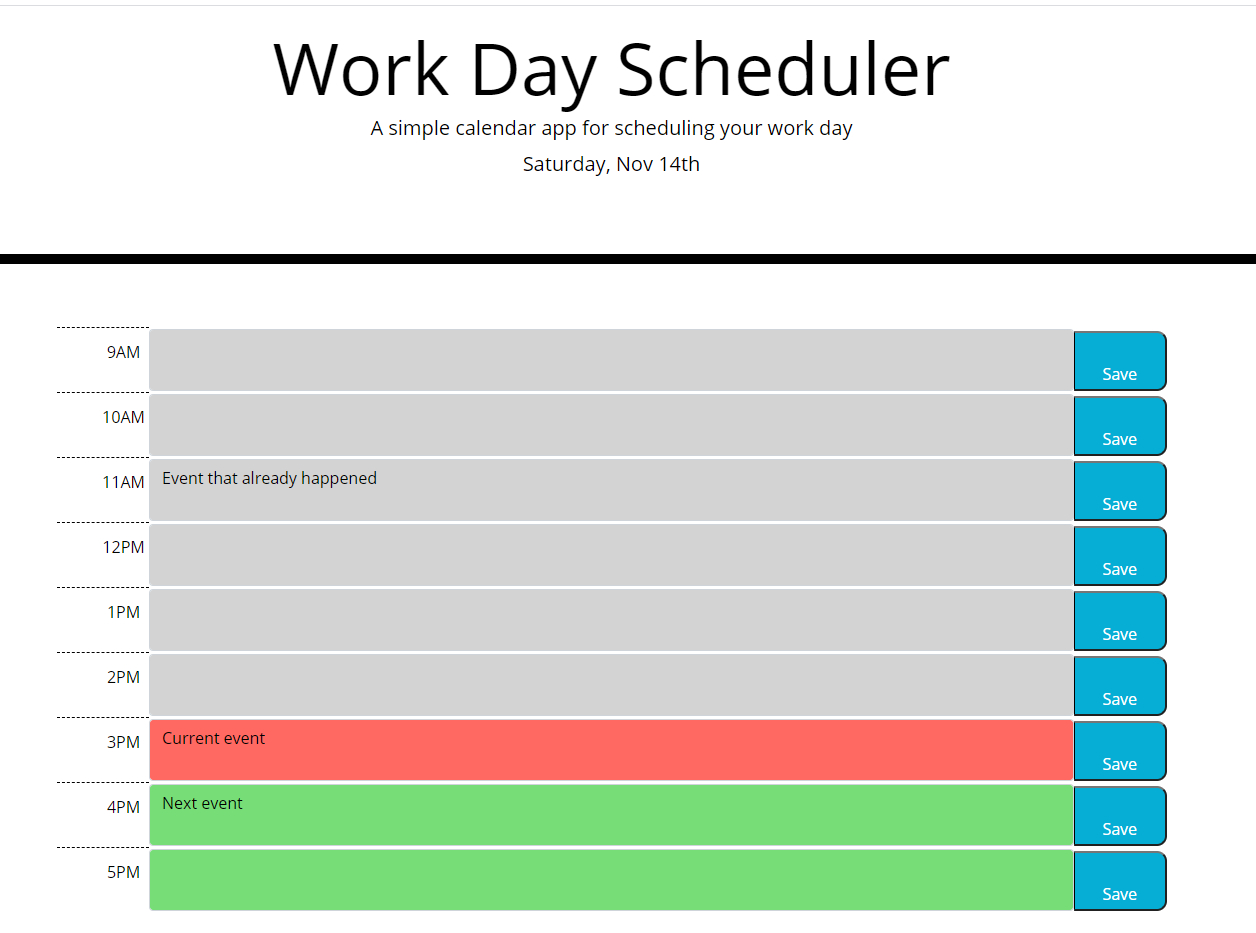 Work Day Scheduler
A simple calendar app for scheduling your work day
Saturday, Nov 14th
9AM Save
10AM Save
11AM Event that already happened Save
12PM Save
1PM Save
2PM Save
3PM Current event Save
4PM Next event Save
5PM Save